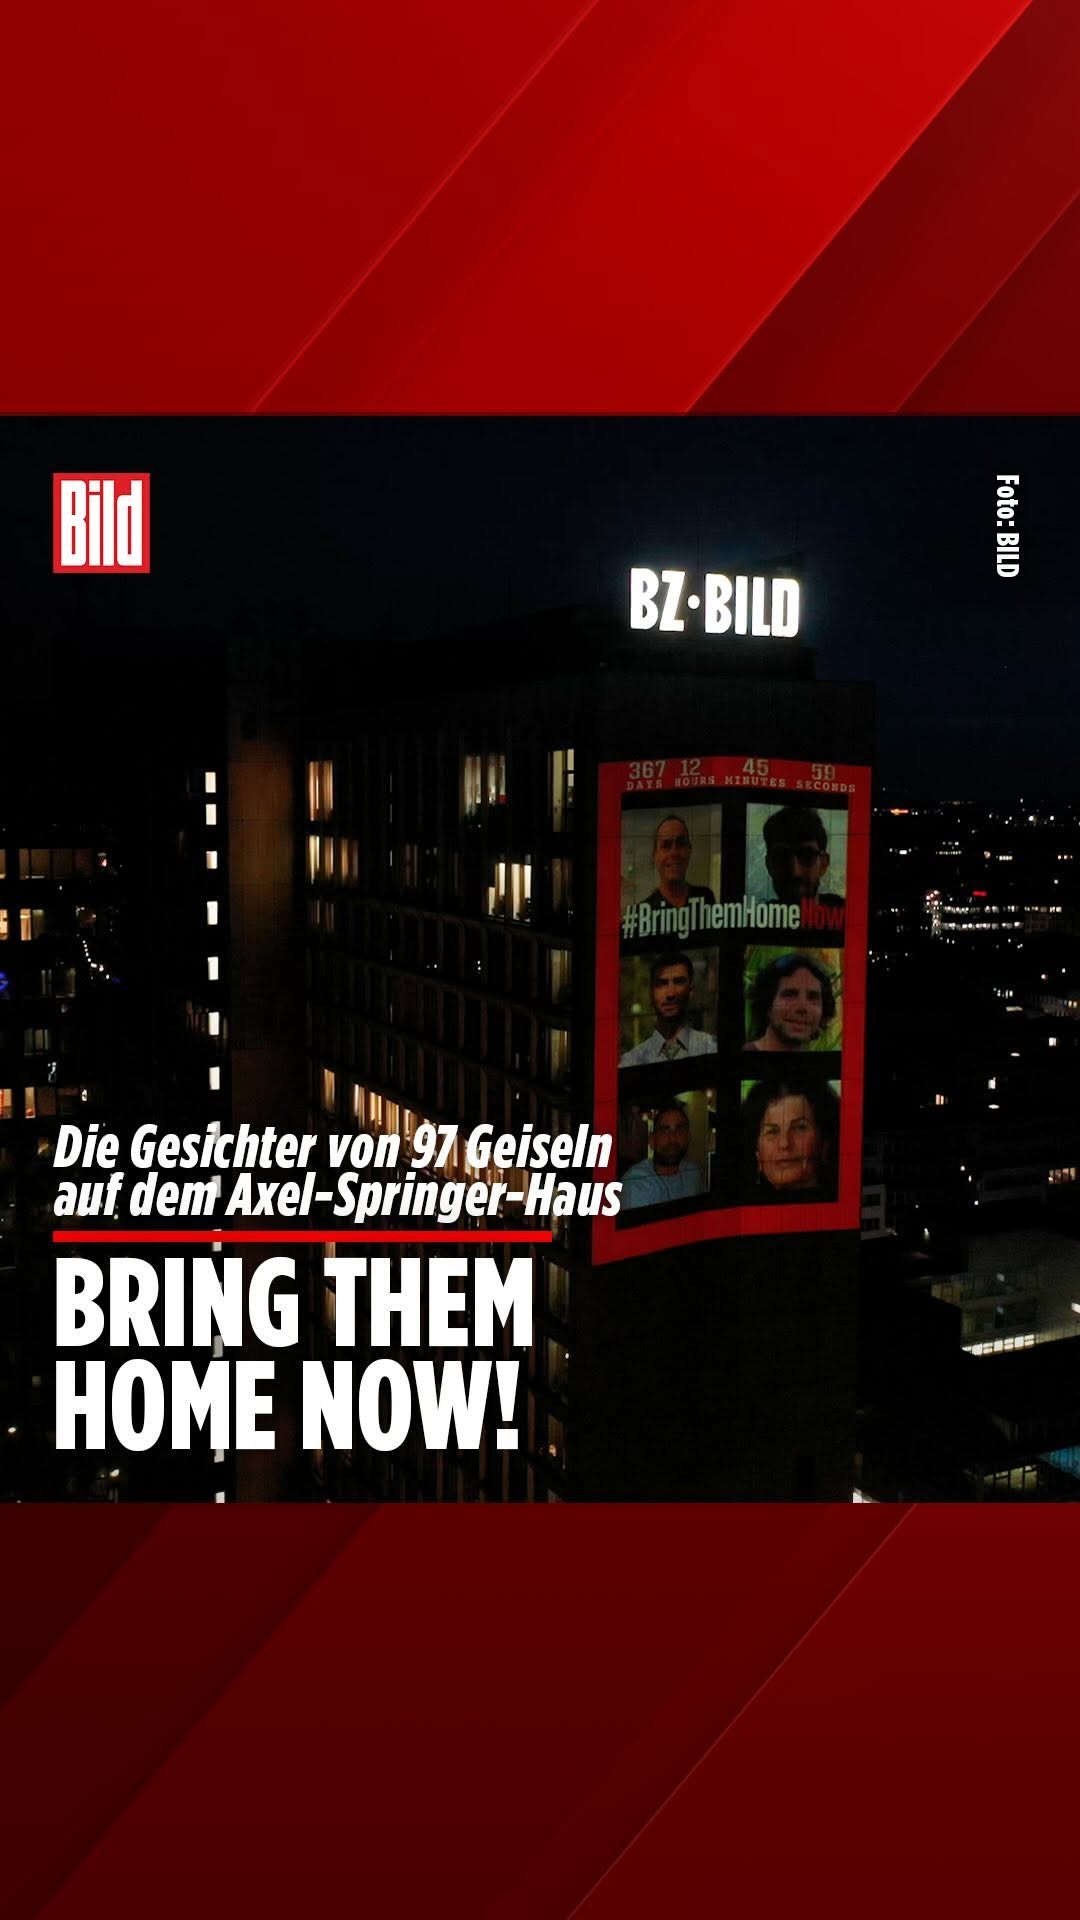 Bild
Foto: BILD
BZ•BILD
367 12 45 59
DAYS HOURS MINUTES SECONDS
#BringThemHomeNow
Die Gesichter von 97 Geiseln
auf dem Axel-Springer-Haus
BRING THEM
HOME NOW!